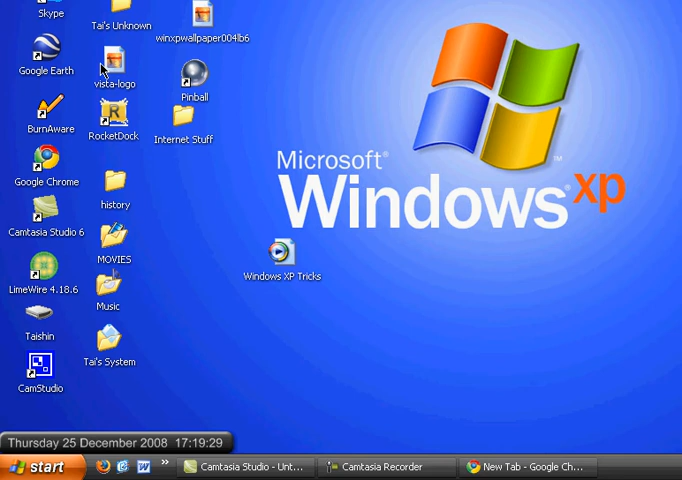 Skype
Tai's Unknown
winxpwallpaper004lb6
Google Earth
vista-logo
Pinball
BurnAware
RocketDock
Internet Stuff
Google Chrome
history
Camtasia Studio 6
MOVIES
LimeWire 4.18.6
Music
Taishin
Tai's System
CamStudio
Microsoft®
Windows® xp
TM
Windows XP Tricks
Thursday 25 December 2008 17:19:29
start
Camtasia Studio - Unt...
Camtasia Recorder
New Tab - Google Ch...